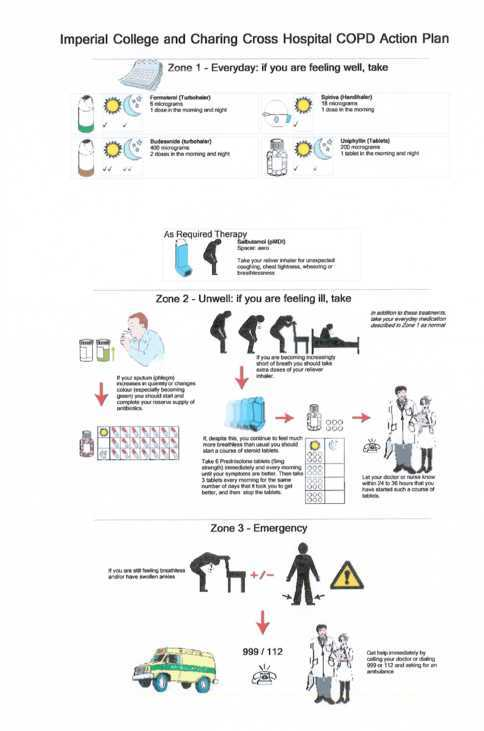 Imperial College and Charing Cross Hospital COPD Action Plan
Zone 1 - Everyday: if you are feeling well, take
Formoterol (Turbohaler)
6 micrograms
1 dose in the morning and night
Spiriva (Handihaler)
18 micrograms
1 dose in the morning
Budesonide (turbohaler)
400 micrograms
2 doses in the morning and night
Uniphyllin (Tablets)
200 micrograms
1 tablet in the morning and night
As Required Therapy
Salbutamol (pMDI)
Spacer: aero
Take your reliver inhaler for unexpected
coughing, chest tightness, wheezing or
breathlessness
Zone 2 - Unwell: if you are feeling ill, take
In addition to these treatments,
take your everyday medication
described in Zone 1 as normal
If you are becoming increasingly
short of breath you should take
extra doses of your reliever
inhaler.
If your sputum (phlegm)
increases in quantity or changes
colour (especially becoming
green) you should start and
complete your reserve supply of
antibiotics.
If, despite this, you continue to feel much
more breathless than usual you should
start a course of steroid tablets.
Take 6 Prednisolone tablets (5mg
strength) immediately and every morning
until your symptoms are better. Then take
3 tablets every morning for the same
number of days that it took you to get
better, and then stop the tablets.
Let your doctor or nurse know
within 24 to 36 hours that you
have started such a course of
tablets.
Zone 3 - Emergency
If you are still feeling breathless
and/or have swollen ankles
+/-
999 / 112
Get help immediately by
calling your doctor or dialing
999 or 112 and asking for an
ambulance